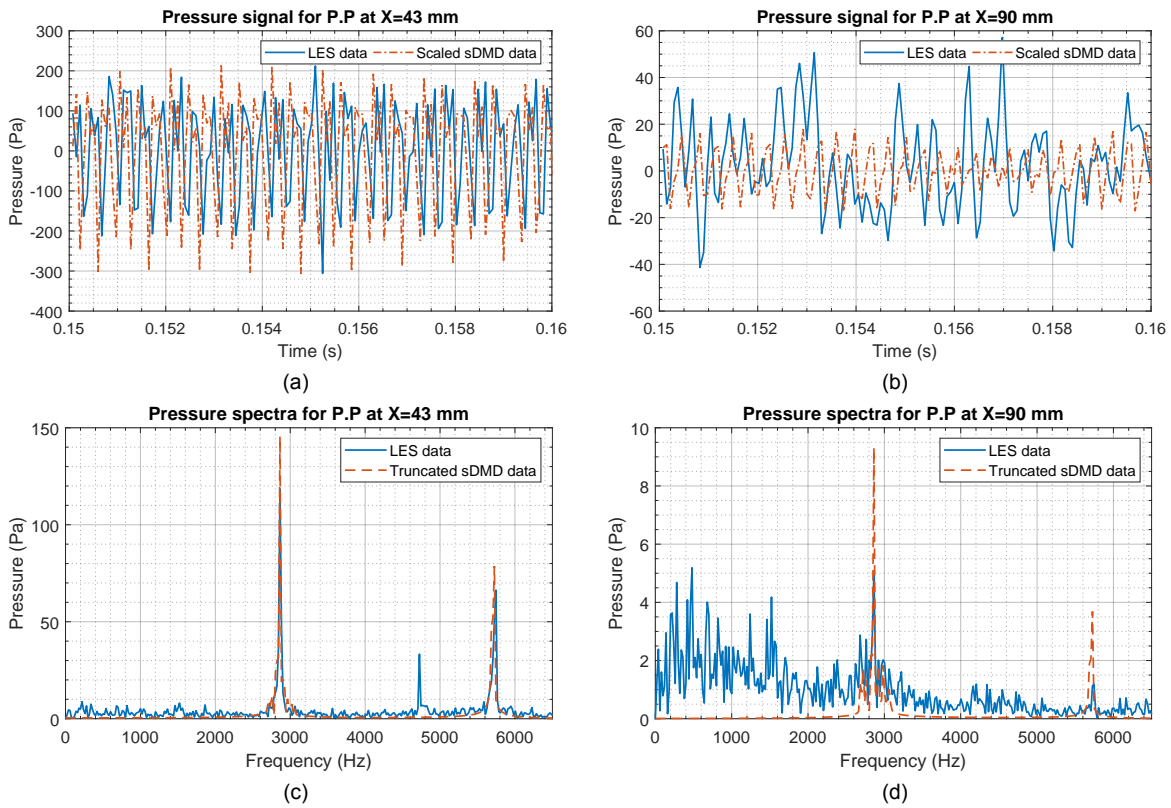 Pressure signal for P.P at X=43 mm
300
200
100
0
-100
-200
-300
-400
Pressure (Pa)
LES data
Scaled sDMD data
0.15
0.152
0.154
0.156
0.158
0.16
Time (s)
(a)
Pressure signal for P.P at X=90 mm
60
40
20
0
-20
-40
-60
Pressure (Pa)
LES data
Scaled sDMD data
0.15
0.152
0.154
0.156
0.158
0.16
Time (s)
(b)
Pressure spectra for P.P at X=43 mm
150
100
50
0
Pressure (Pa)
LES data
Truncated sDMD data
0
1000
2000
3000
4000
5000
6000
Frequency (Hz)
(c)
Pressure spectra for P.P at X=90 mm
10
8
6
4
2
0
Pressure (Pa)
LES data
Truncated sDMD data
0
1000
2000
3000
4000
5000
6000
Frequency (Hz)
(d)